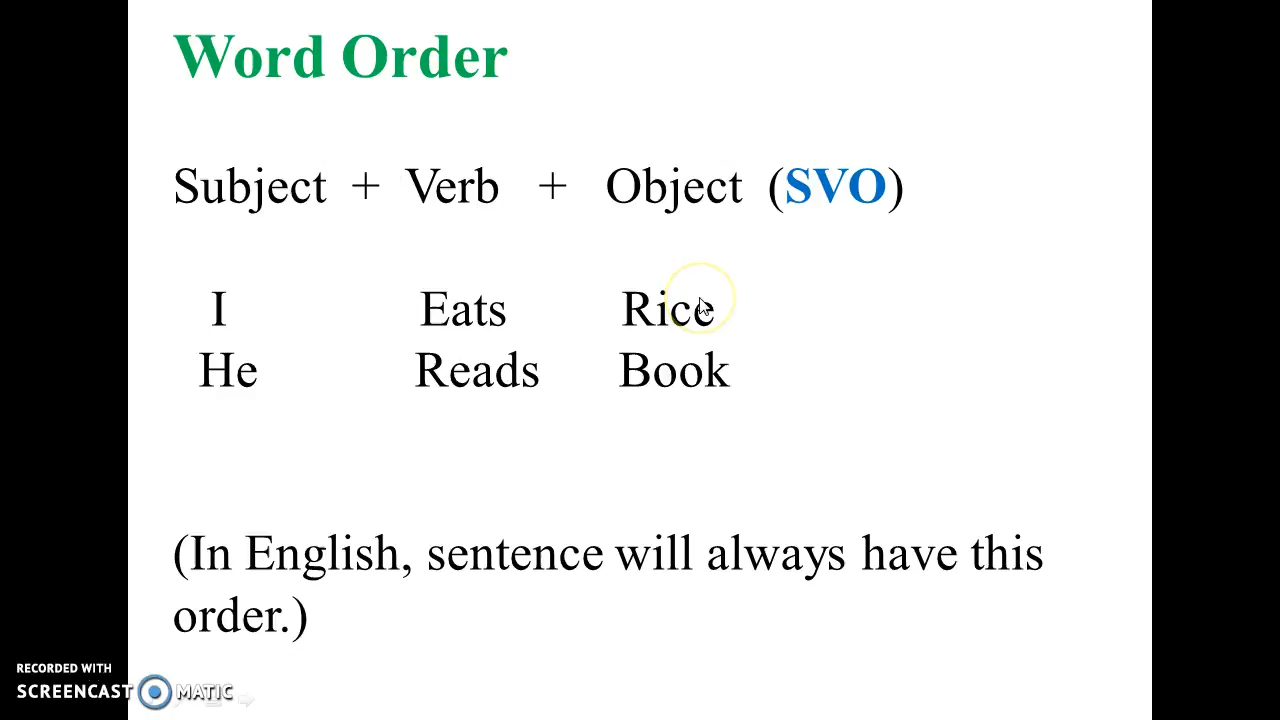 Word Order
Subject + Verb + Object (SVO)
I Eats Rice
He Reads Book
(In English, sentence will always have this
order.)
RECORDED WITH
SCREENCAST MATIC